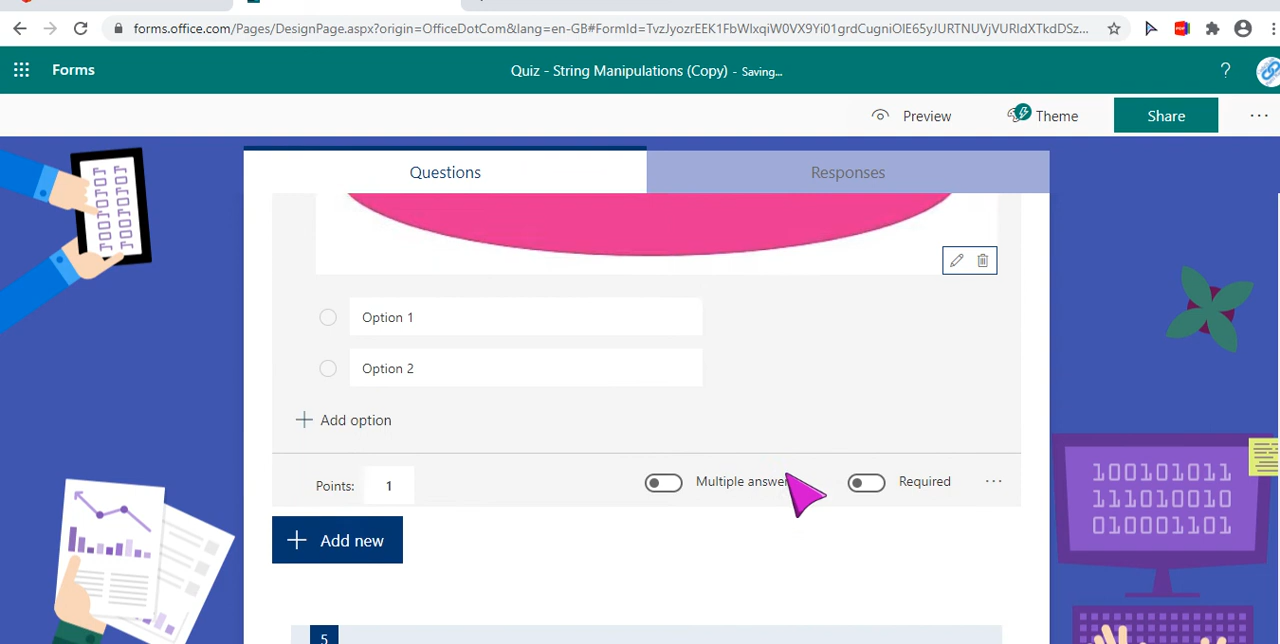 forms.office.com/Pages/DesignPage.aspx?origin=OfficeDotCom&lang=en-GB#FormId=TvzJyozrEEK1FbWlxqiW0VX9Yi01grdCugniOlE65yJURTNUVjVURldXTkdDSz...
Forms
Quiz - String Manipulations (Copy) - Saving...
?
Preview
Theme
Share
...
Questions
Responses
Option 1
Option 2
+ Add option
Points: 1
Multiple answer
Required
...
+ Add new
5
100101011
111010010
010001101